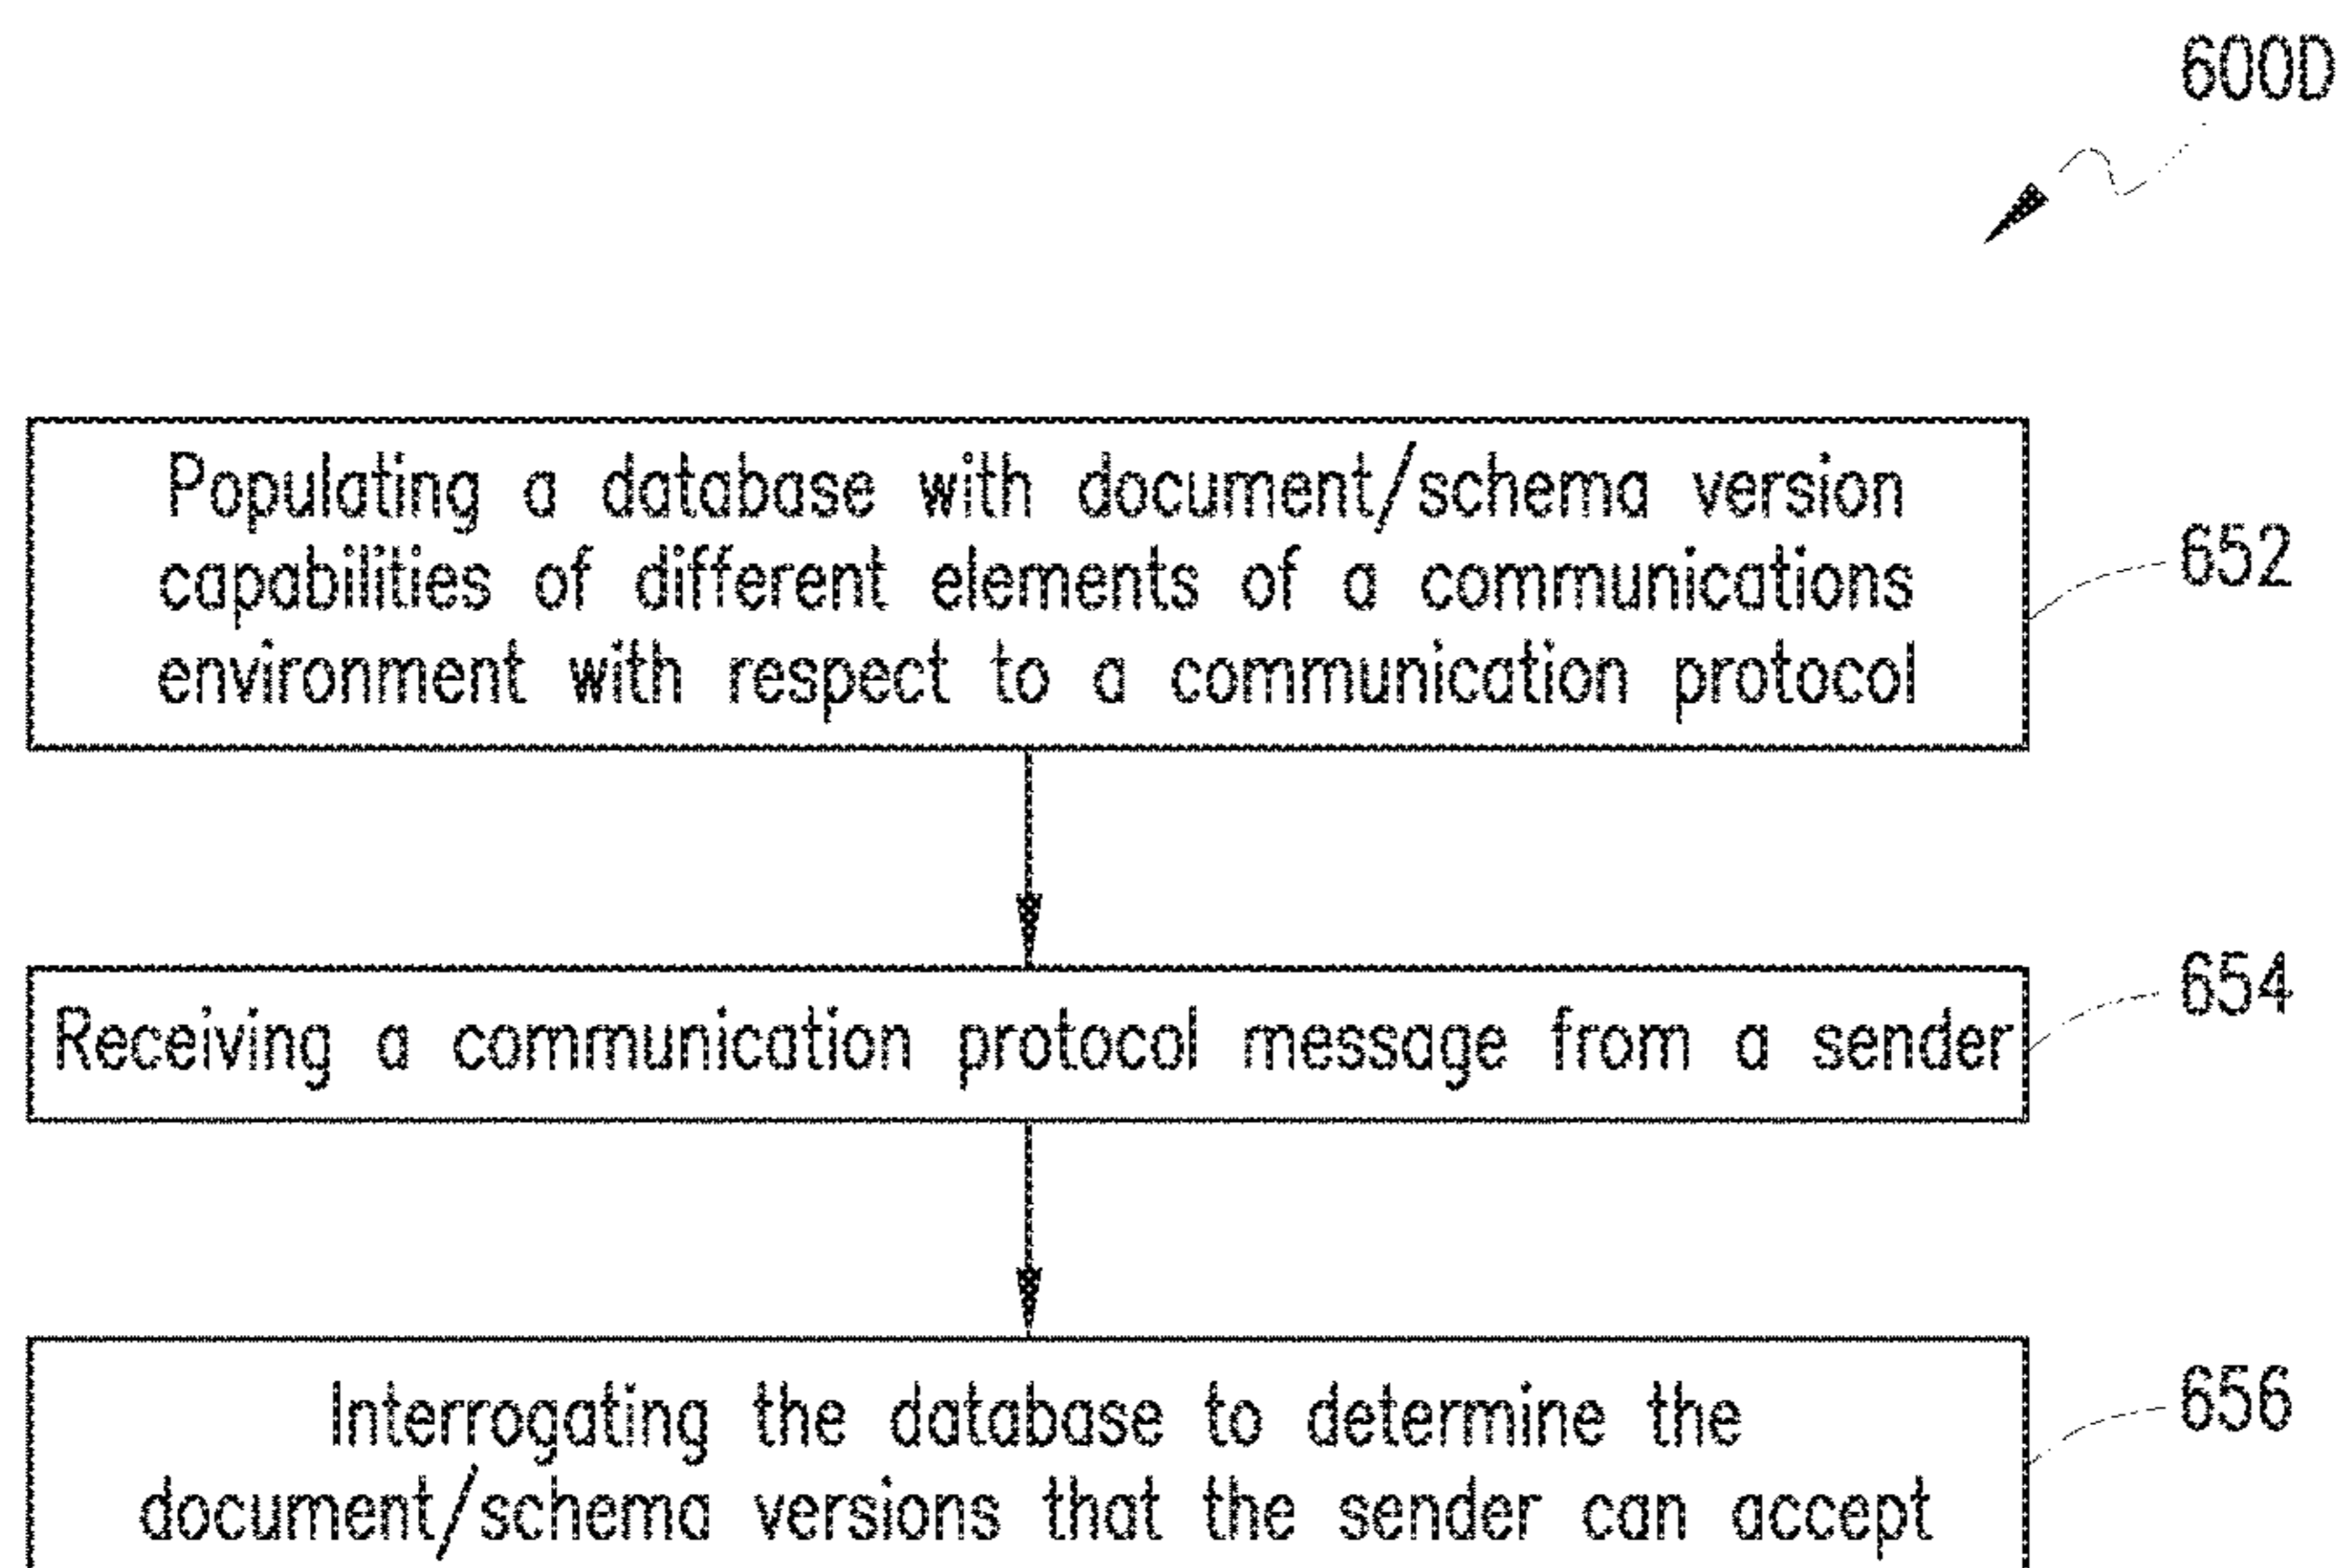 600D
Populating a database with document/schema version
capabilities of different elements of a communications
environment with respect to a communication protocol
652
Receiving a communication protocol message from a sender
654
Interrogating the database to determine the
document/schema versions that the sender can accept
656